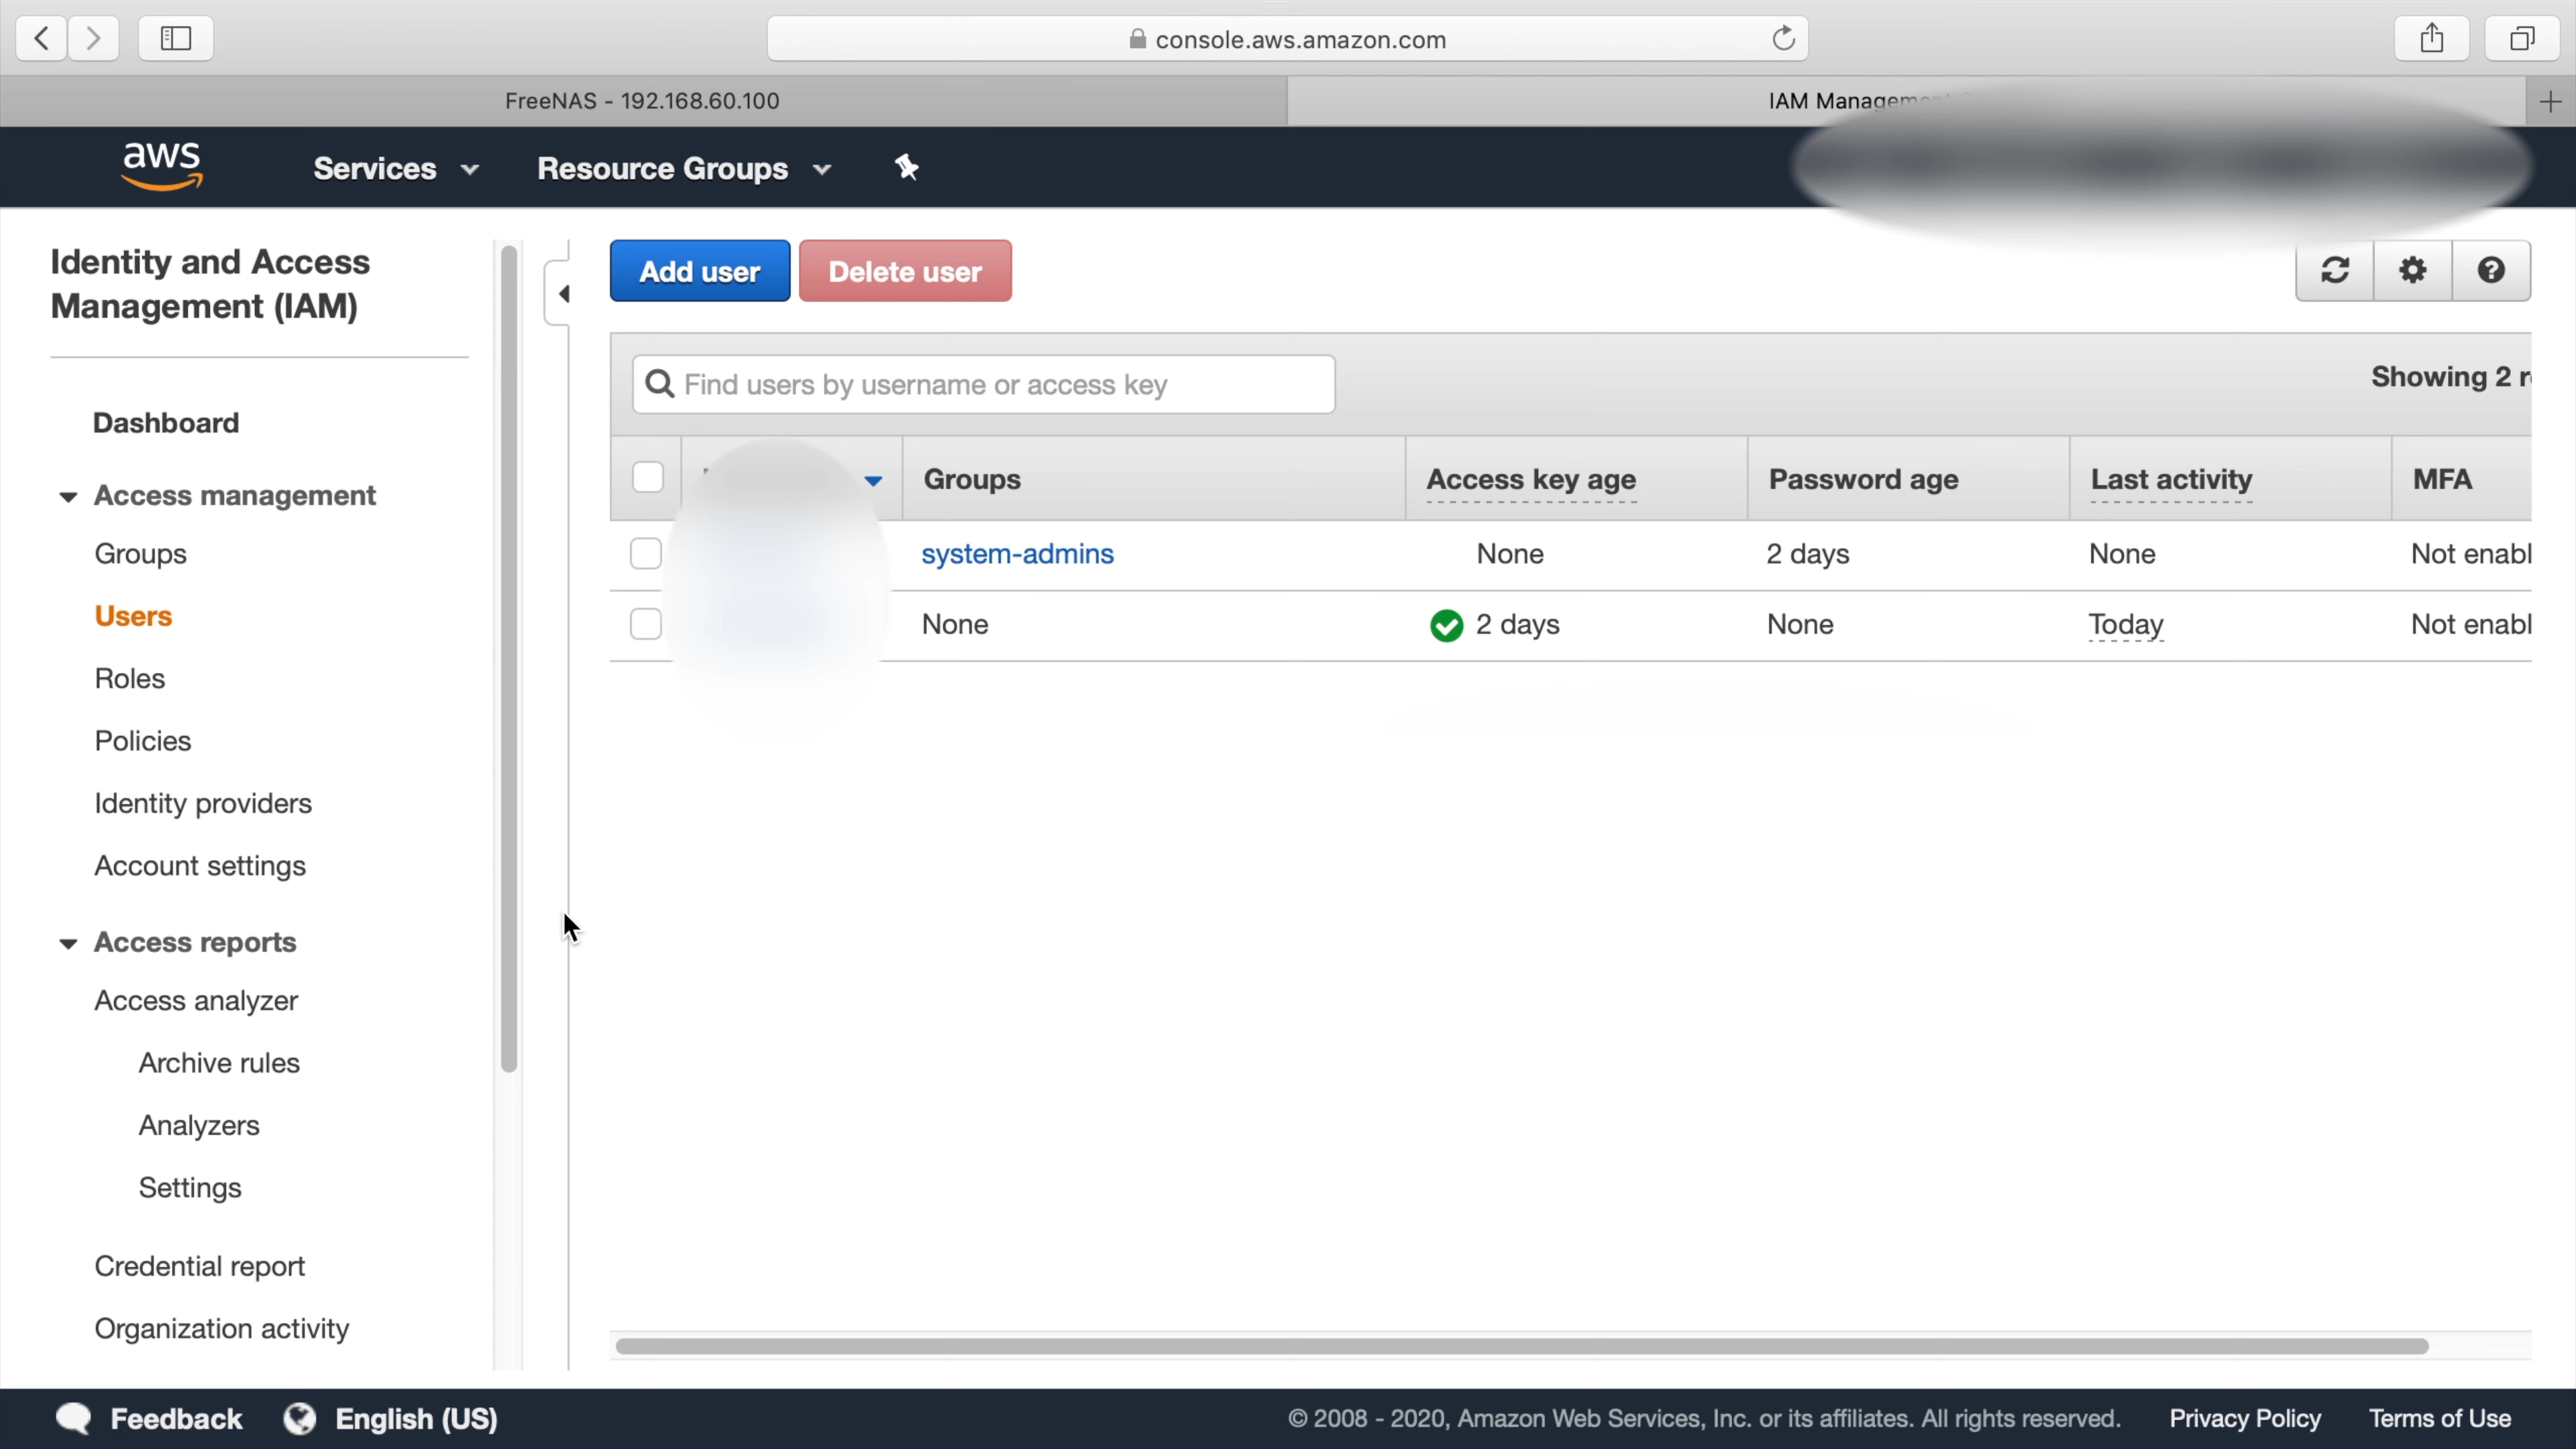 console.aws.amazon.com
FreeNAS - 192.168.60.100
IAM
aws
Services
Resource Groups
Identity and Access
Management (IAM)
Dashboard
Access management
Groups
Users
Roles
Policies
Identity providers
Account settings
Access reports
Access analyzer
Archive rules
Analyzers
Settings
Credential report
Organization activity
Add user
Delete user
Find users by username or access key
Showing 2
Groups Access key age Password age Last activity MFA
system-admins None 2 days None Not enabl
None 2 days None Today Not enabl
Feedback
English (US)
© 2008 - 2020, Amazon Web Services, Inc. or its affiliates. All rights reserved.
Privacy Policy
Terms of Use